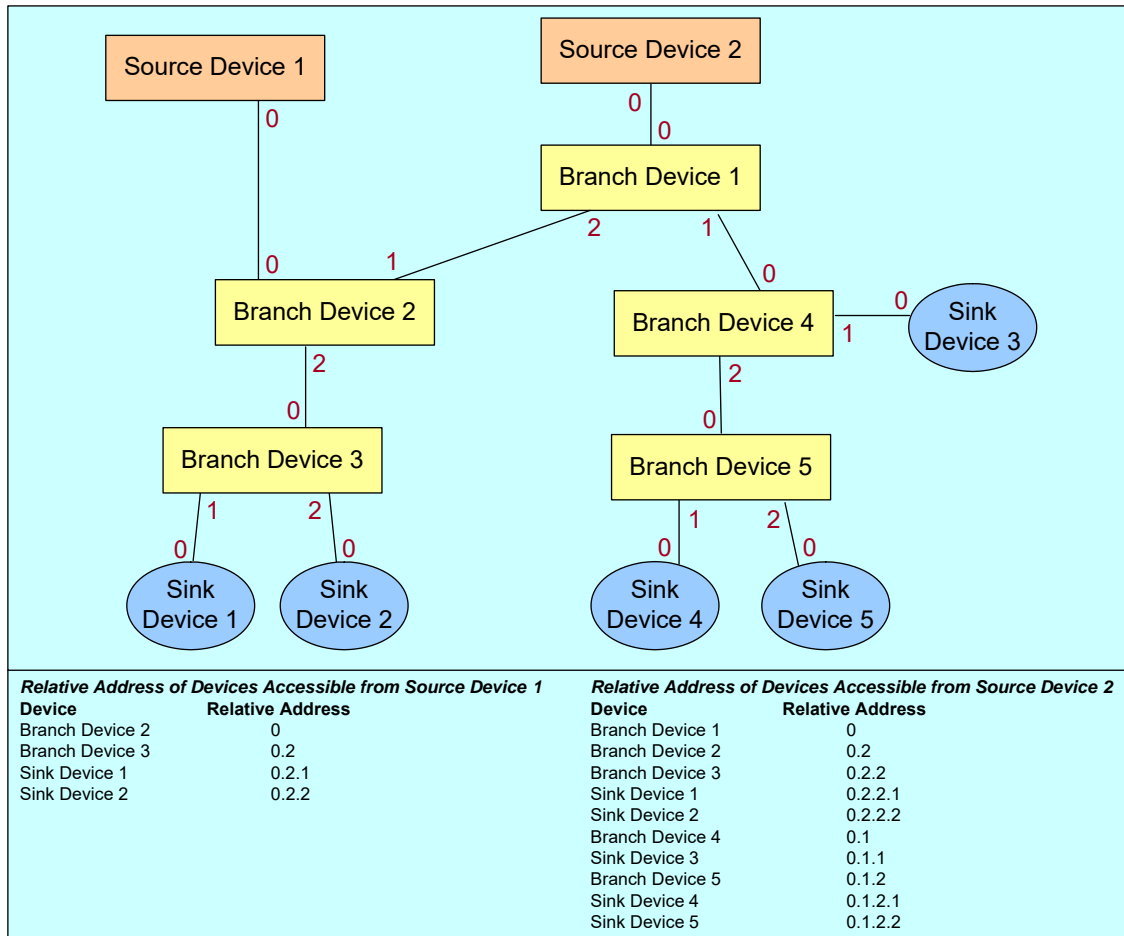 Source Device 1
Source Device 2
0
0
0
Branch Device 1
2
1
0
1
0
Branch Device 2
Branch Device 4
0
1
Sink
Device 3
2
0
2
0
Branch Device 3
Branch Device 5
1
2
0
0
1
2
0
0
Sink
Device 1
Sink
Device 2
Sink
Device 4
Sink
Device 5
Relative Address of Devices Accessible from Source Device 1
Device Relative Address
Branch Device 2 0
Branch Device 3 0.2
Sink Device 1 0.2.1
Sink Device 2 0.2.2
Relative Address of Devices Accessible from Source Device 2
Device Relative Address
Branch Device 1 0
Branch Device 2 0.2
Branch Device 3 0.2.2
Sink Device 1 0.2.2.1
Sink Device 2 0.2.2.2
Branch Device 4 0.1
Sink Device 3 0.1.1
Branch Device 5 0.1.2
Sink Device 4 0.1.2.1
Sink Device 5 0.1.2.2